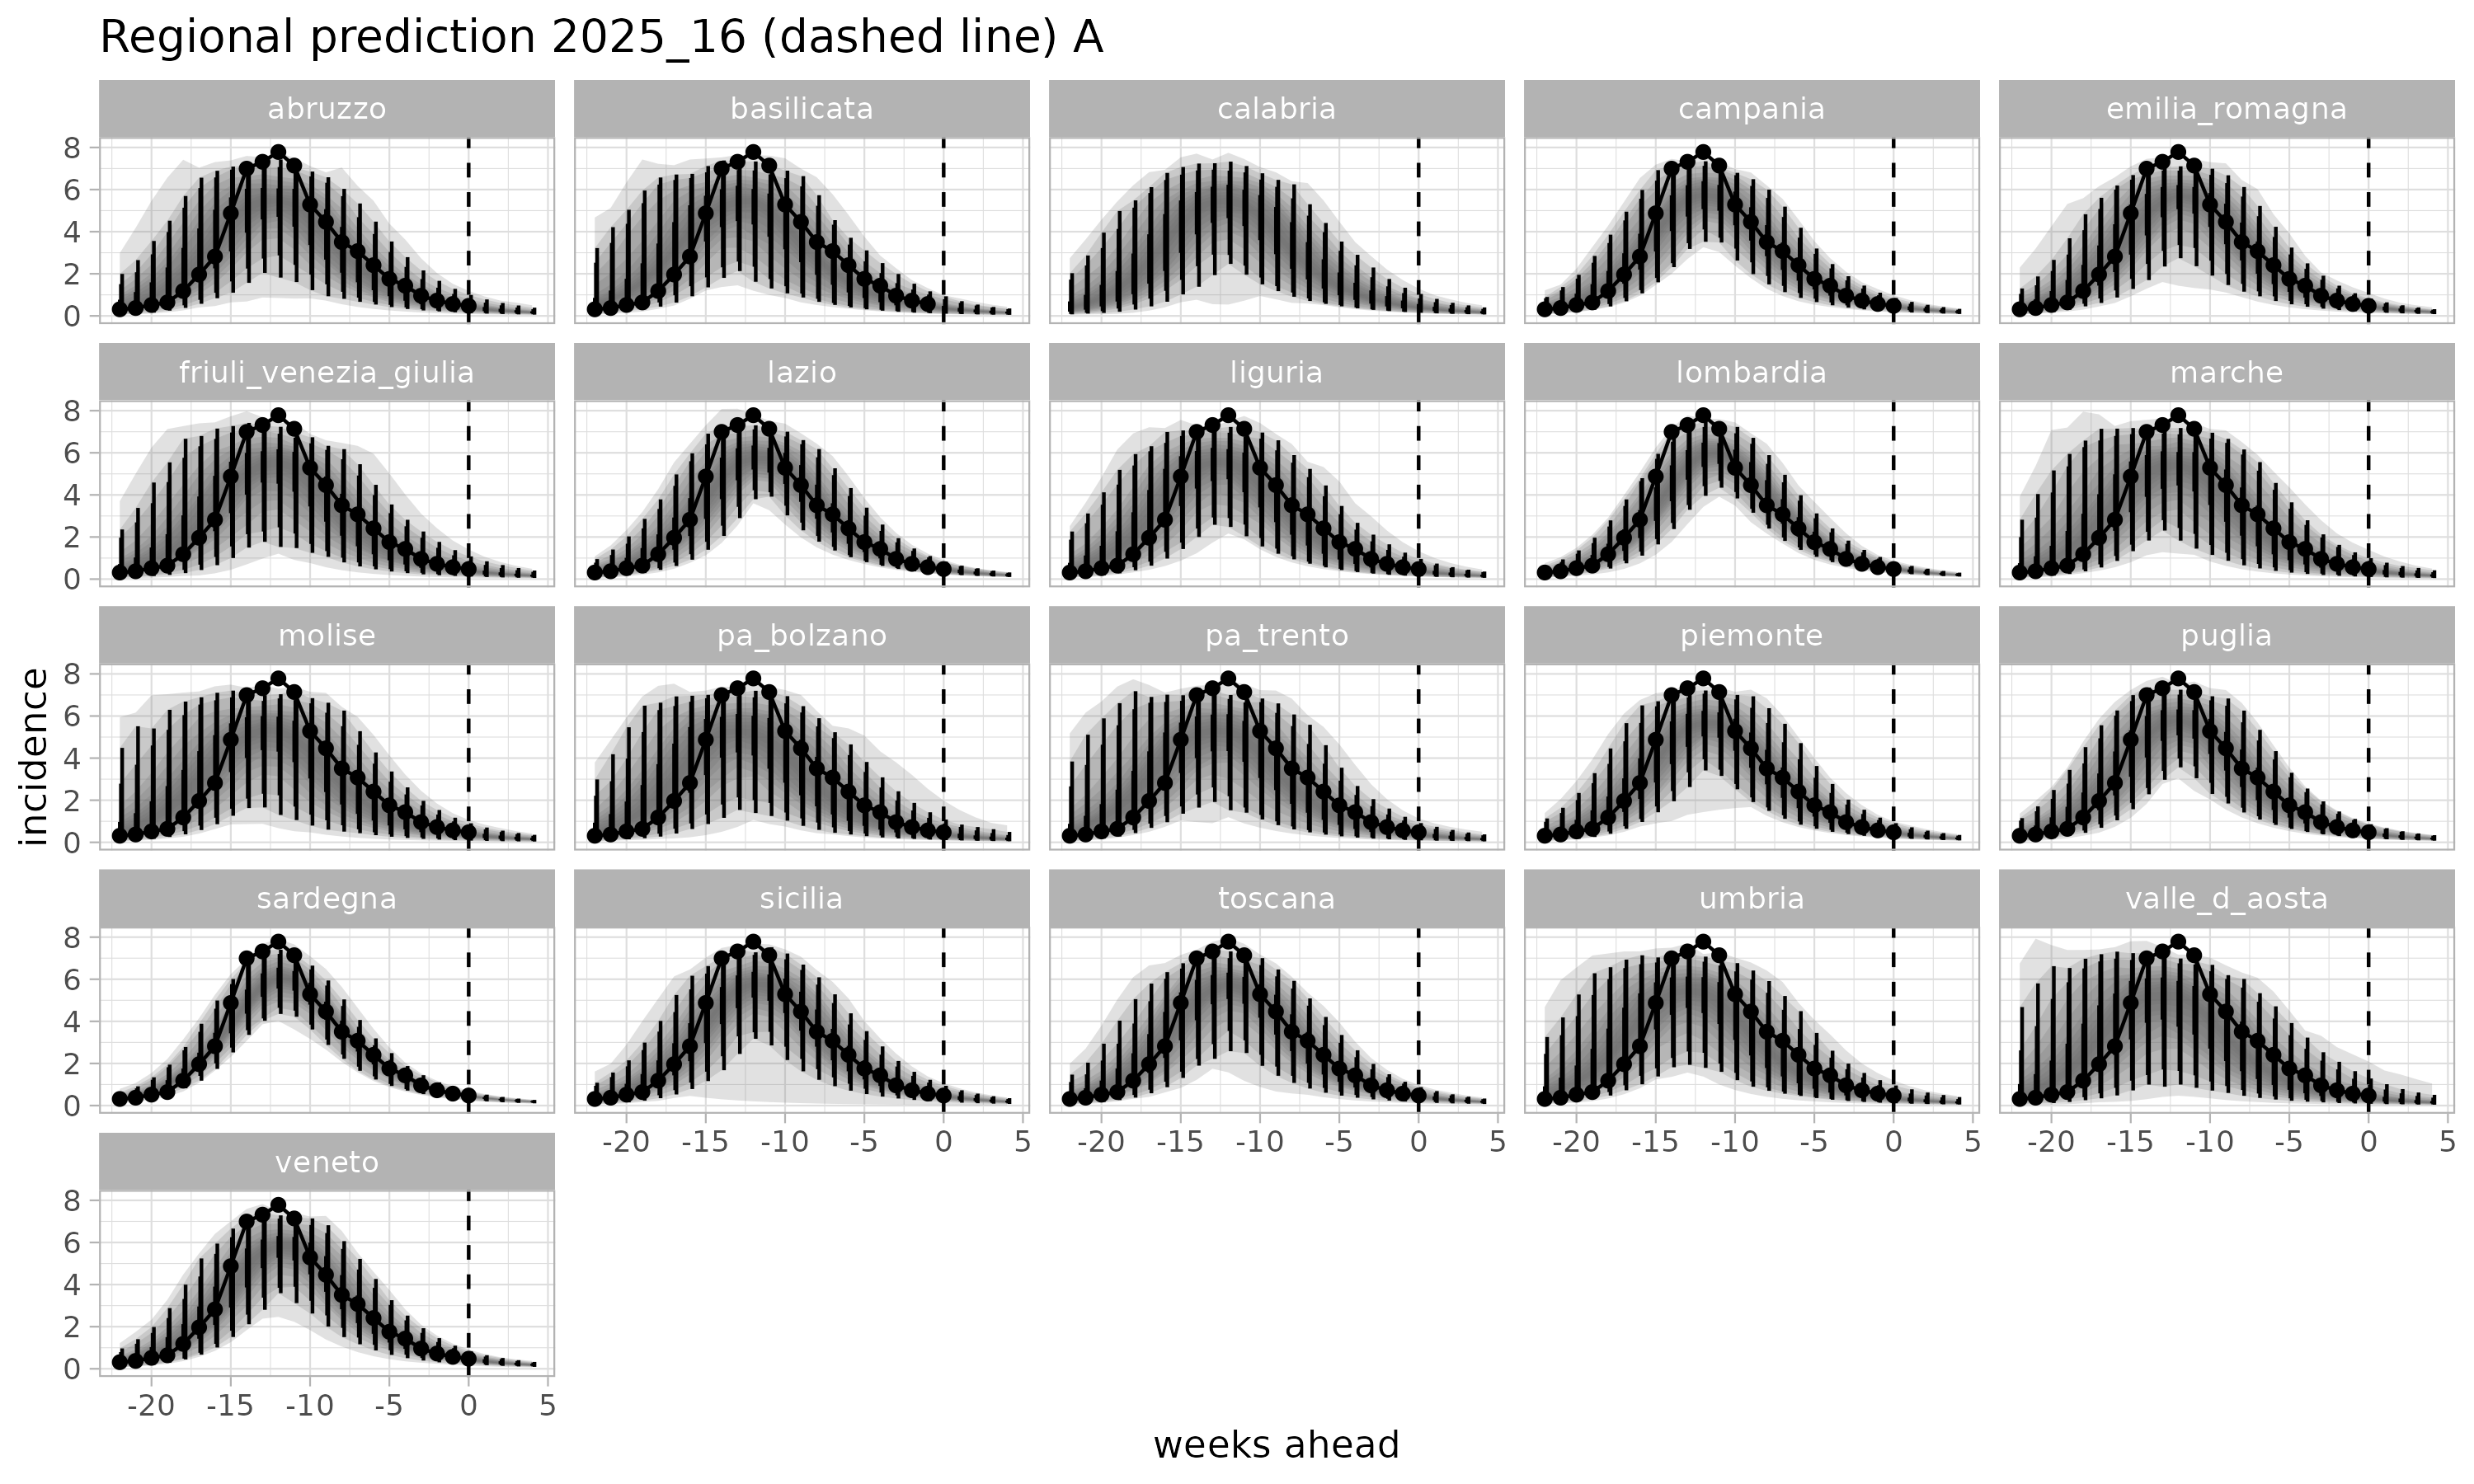 Regional prediction 2025_16 (dashed line) A
abruzzo basilicata calabria campania emilia_romagna
8
6
4
2
0
friuli_venezia_giulia lazio liguria lombardia marche
8
6
4
2
0
molise pa_bolzano pa_trento piemonte puglia
8
6
4
2
0
incidence
sardegna sicilia toscana umbria valle_d_aosta
8
6
4
2
0
-20 -15 -10 -5 0 5 -20 -15 -10 -5 0 5 -20 -15 -10 -5 0 5 -20 -15 -10 -5 0 5
veneto
8
6
4
2
0
-20 -15 -10 -5 0 5
weeks ahead